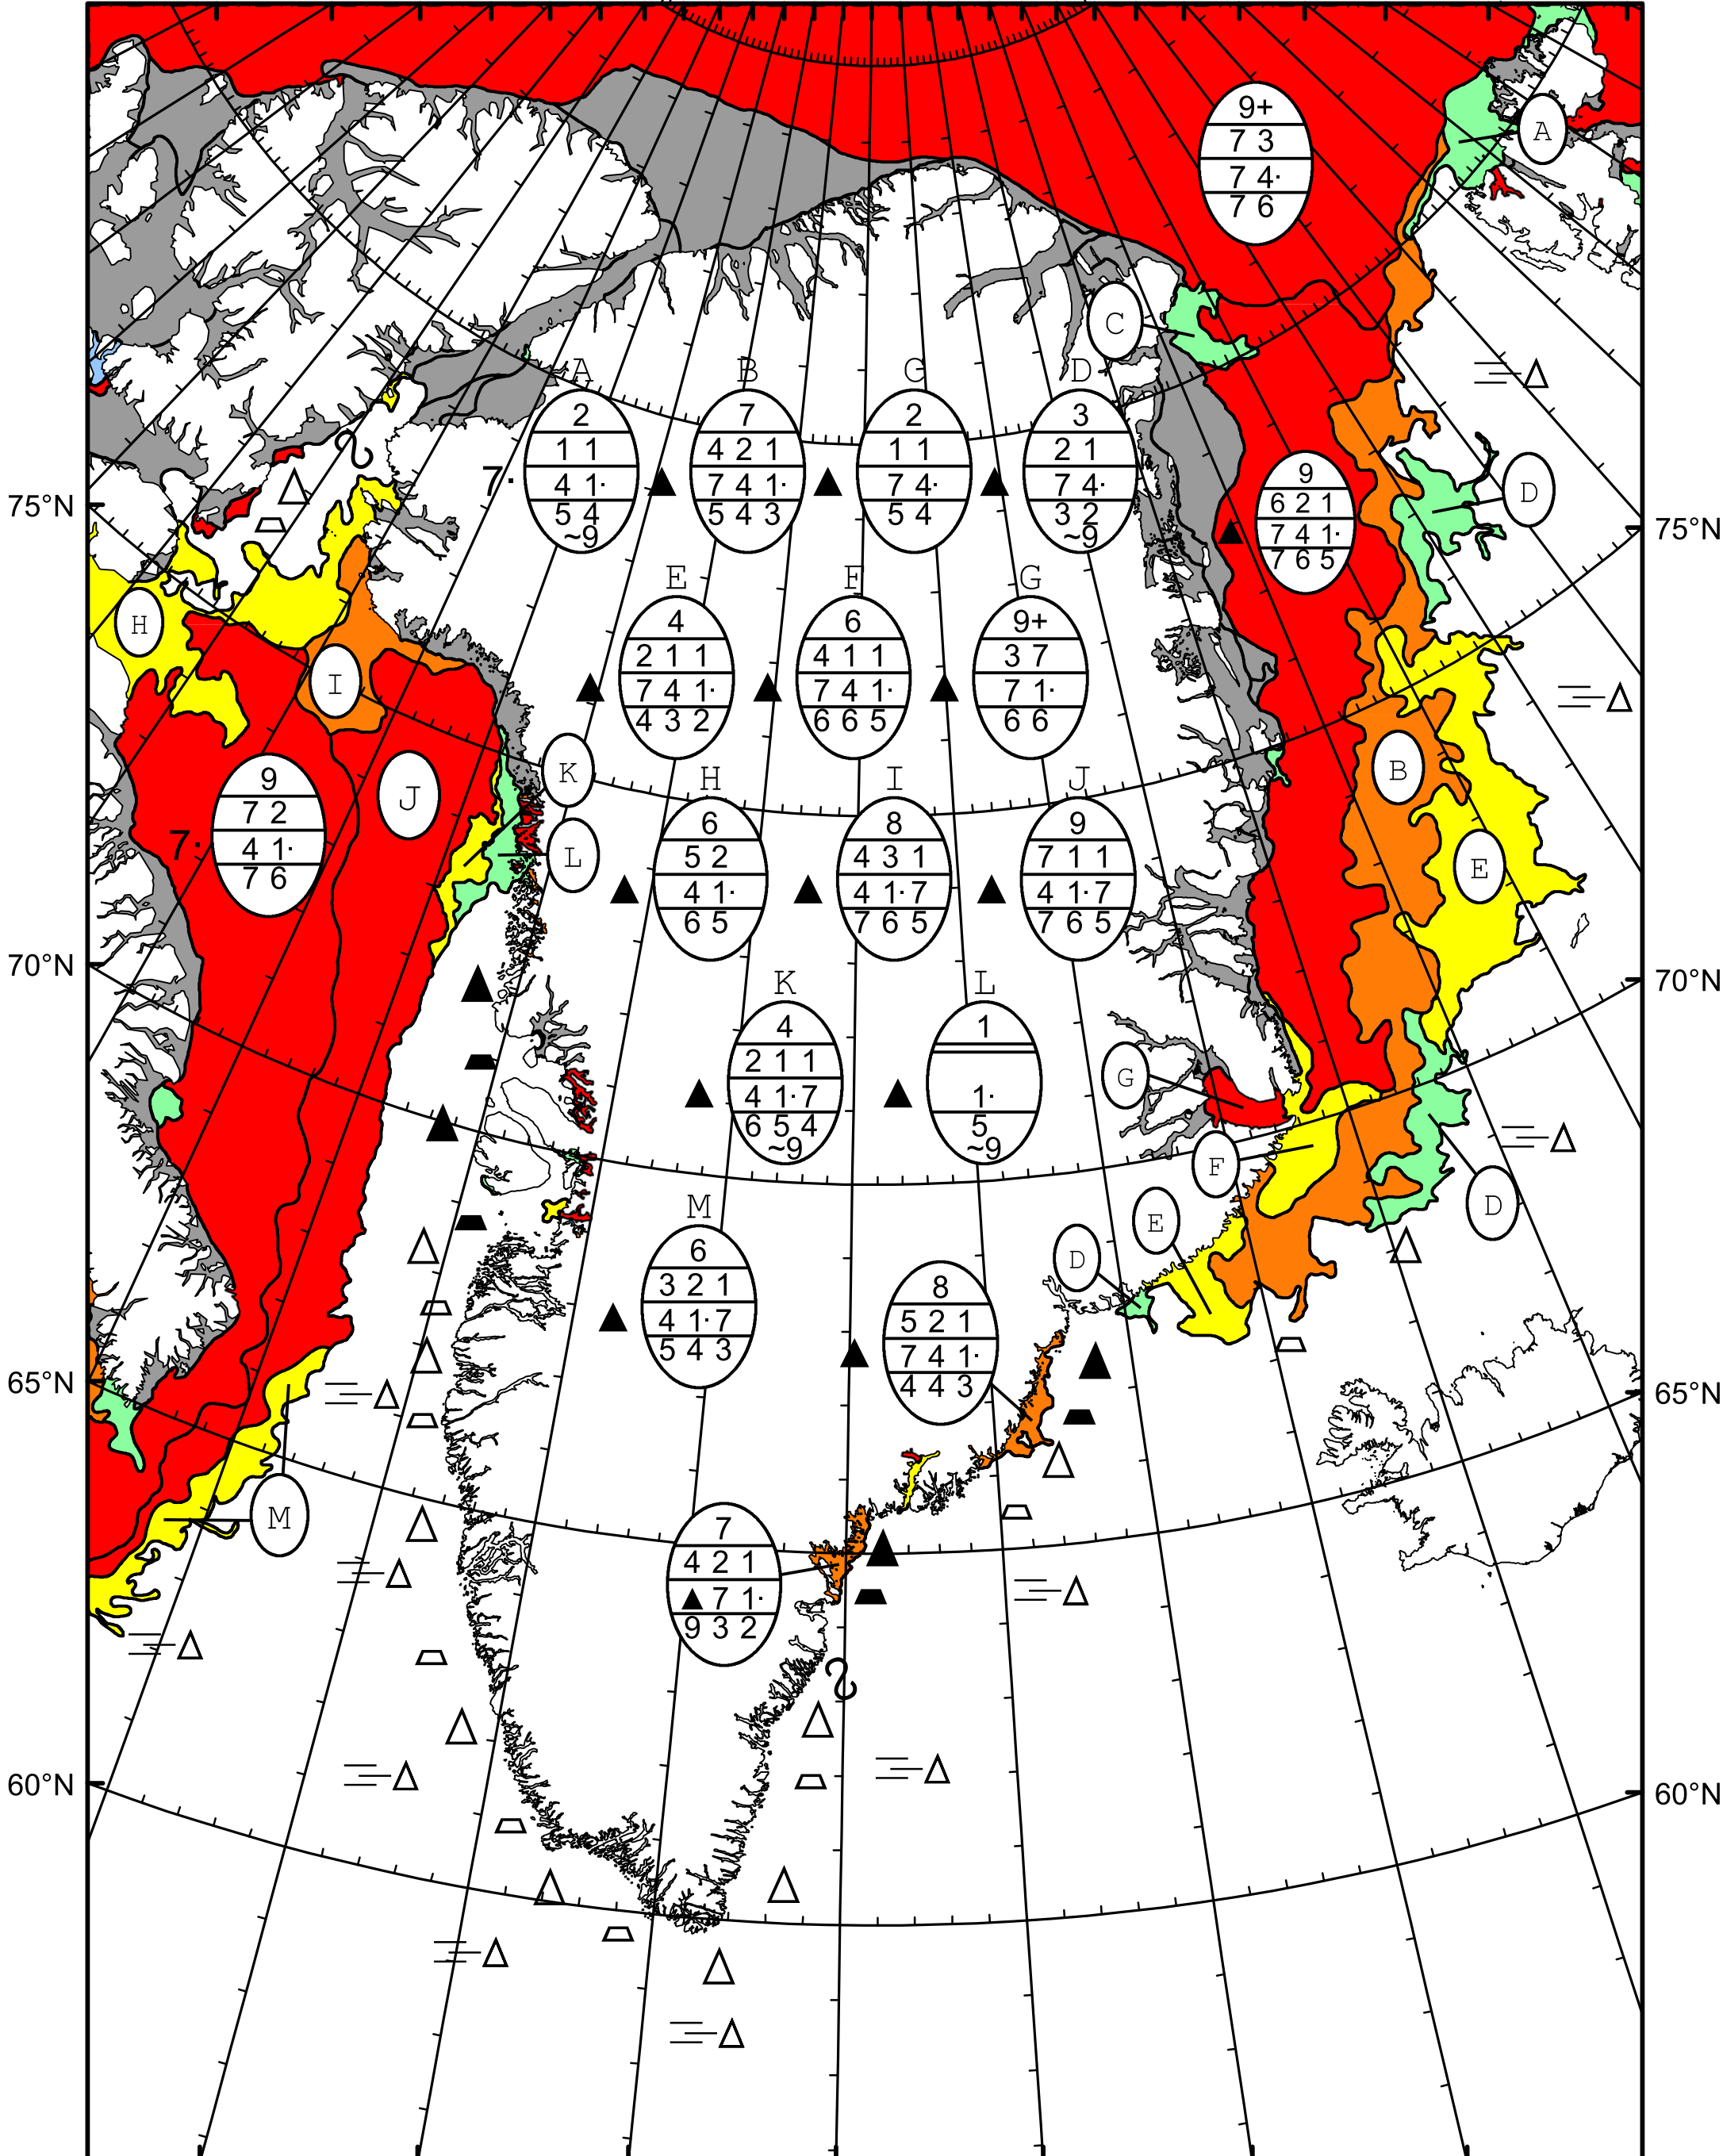 9+
7 3
7 4·
7 6
A
C
A B C D
2
1 1
7· 4 1·
5 4
~9
7
4 2 1
7 4 1·
5 4 3
2
1 1
7 4·
5 4
3
2 1
7 4·
3 2
~9
9
6 2 1
7 4 1·
7 6 5
D
75°N
75°N
E F G
4
2 1 1
7 4 1·
4 3 2
6
4 1 1
7 4 1·
6 6 5
9+
3 7
7 1·
6 6
H
I
J
K
L
B
E
9
7 2
7· 4 1·
7 6
H I J
6
5 2
4 1·
6 5
8
4 3 1
4 1· 7
7 6 5
9
7 1 1
4 1· 7
7 6 5
70°N
70°N
K L
4
2 1 1
4 1· 7
6 5 4
~9
1
1·
5
~9
G
F
E
D
D
M
6
3 2 1
4 1· 7
5 4 3
8
5 2 1
7 4 1·
4 4 3
65°N
65°N
M
7
4 2 1
▲ 7 1·
9 3 2
60°N
60°N